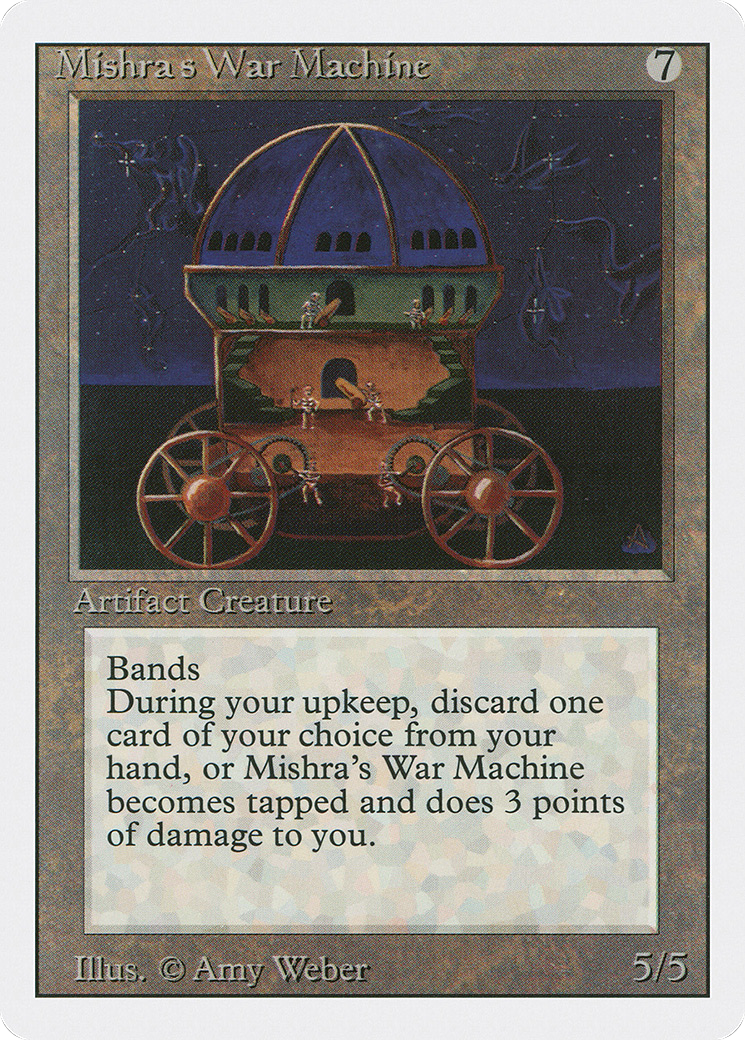 Mishra's War Machine 7
Artifact Creature
Bands
During your upkeep, discard one
card of your choice from your
hand, or Mishra's War Machine
becomes tapped and does 3 points
of damage to you.
Illus. © Amy Weber 5/5